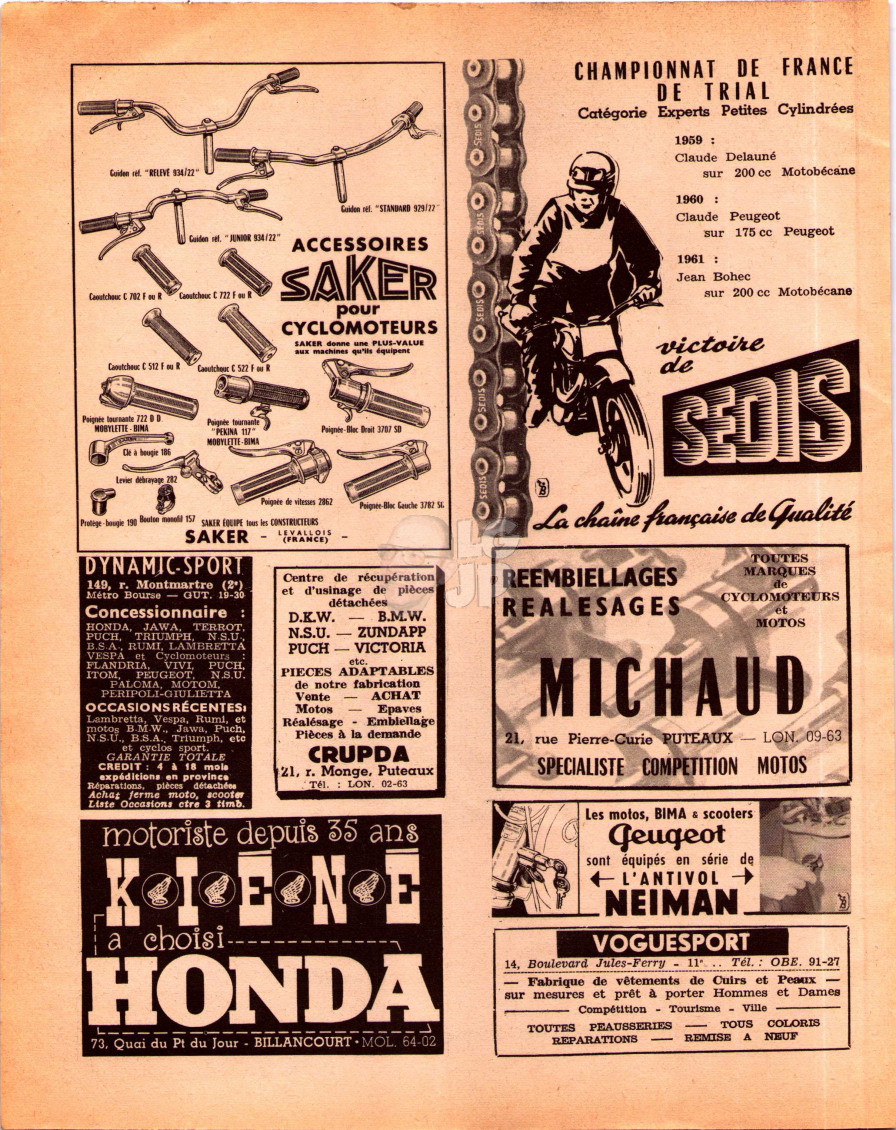 Guidon réf. "RELEVÉ 934/22"
Guidon réf. "STANDARD 929/22"
Guidon réf. "JUNIOR 934/22"
ACCESSOIRES
SAKER
pour
CYCLOMOTEURS
SAKER donne une PLUS-VALUE
aux machines qu'ils équipent
Caoutchouc C 702 F ou R
Caoutchouc C 722 F ou R
Caoutchouc C 512 F ou R
Caoutchouc C 522 F ou R
Poignée tournante 722 D D
MOBYLETTE - BIMA
Poignée tournante
"PEKINA 117"
MOBYLETTE-BIMA
Poignée-Bloc Droit 3707 SD
Clé à bougie 186
Levier débrayage 282
Poignée de vitesses 2862
Poignée-Bloc Gauche 3782 SG
Protège-bougie 190
Bouton monofil 157
SAKER ÉQUIPE tous les CONSTRUCTEURS
SAKER - LEVALLOIS (FRANCE) -
CHAMPIONNAT DE FRANCE
DE TRIAL
Catégorie Experts Petites Cylindrées
1959 :
Claude Delauné
sur 200 cc Motobécane
1960 :
Claude Peugeot
sur 175 cc Peugeot
1961 :
Jean Bohec
sur 200 cc Motobécane
victoire
de
SEDIS
La chaîne française de Qualité
SEDIS
SEDIS
SEDIS
SEDIS
SEDIS
LG
JP
DYNAMIC-SPORT
149, r. Montmartre (2e)
Métro Bourse — GUT. 19-30
Concessionnaire :
HONDA, JAWA, TERROT,
PUCH, TRIUMPH, N.S.U.,
B.S.A., RUMI, LAMBRETTA
VESPA et Cyclomoteurs :
FLANDRIA, VIVI, PUCH,
ITOM, PEUGEOT, N.S.U.
PALOMA, MOTOM,
PERIPOLI-GIULIETTA
OCCASIONS RÉCENTES:
Lambretta, Vespa, Rumi, et
motos B.M.W., Jawa, Puch,
N.S.U., B.S.A., Triumph, etc
et cyclos sport.
GARANTIE TOTALE
CREDIT : 4 à 18 mois
expéditions en province
Réparations, pièces détachées
Achat ferme moto, scooter
Liste Occasions ctre 3 timb.
Centre de récupération
et d'usinage de pièces
détachées
D.K.W. — B.M.W.
N.S.U. — ZUNDAPP
PUCH — VICTORIA
etc.
PIECES ADAPTABLES
de notre fabrication
Vente — ACHAT
Motos — Epaves
Réalésage - Embiellage
Pièces à la demande
CRUPDA
21, r. Monge, Puteaux
Tél. : LON. 02-63
REEMBIELLAGES
REALESAGES
TOUTES
MARQUES
de
CYCLOMOTEURS
et
MOTOS
MICHAUD
21, rue Pierre-Curie PUTEAUX — LON. 09-63
SPECIALISTE COMPETITION MOTOS
motoriste depuis 35 ans
KIÉNÉ
a choisi
HONDA
73, Quai du Pt du Jour - BILLANCOURT • MOL. 64-02
Les motos, BIMA & scooters
Peugeot
sont équipés en série de
L'ANTIVOL
NEIMAN
VOGUESPORT
14, Boulevard Jules-Ferry - 11e .. Tél. : OBE. 91-27
— Fabrique de vêtements de Cuirs et Peaux —
sur mesures et prêt à porter Hommes et Dames
Compétition - Tourisme - Ville
TOUTES PEAUSSERIES — TOUS COLORIS
REPARATIONS — REMISE A NEUF